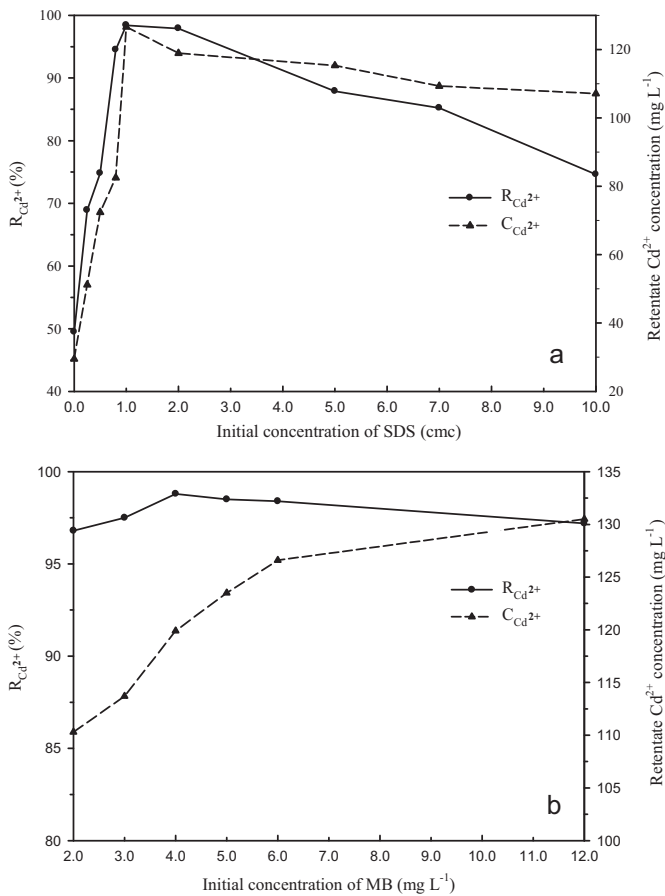 100
90
80
70
60
50
40
R_Cd²⁺ (%)
120
100
80
60
40
20
Retentate Cd²⁺ concentration (mg L⁻¹)
R_Cd²⁺
C_Cd²⁺
a
0.0 1.0 2.0 3.0 4.0 5.0 6.0 7.0 8.0 9.0 10.0
Initial concentration of SDS (cmc)
100
95
90
85
80
R_Cd²⁺ (%)
135
130
125
120
115
110
105
100
Retentate Cd²⁺ concentration (mg L⁻¹)
R_Cd²⁺
C_Cd²⁺
b
2.0 3.0 4.0 5.0 6.0 7.0 8.0 9.0 10.0 11.0 12.0
Initial concentration of MB (mg L⁻¹)